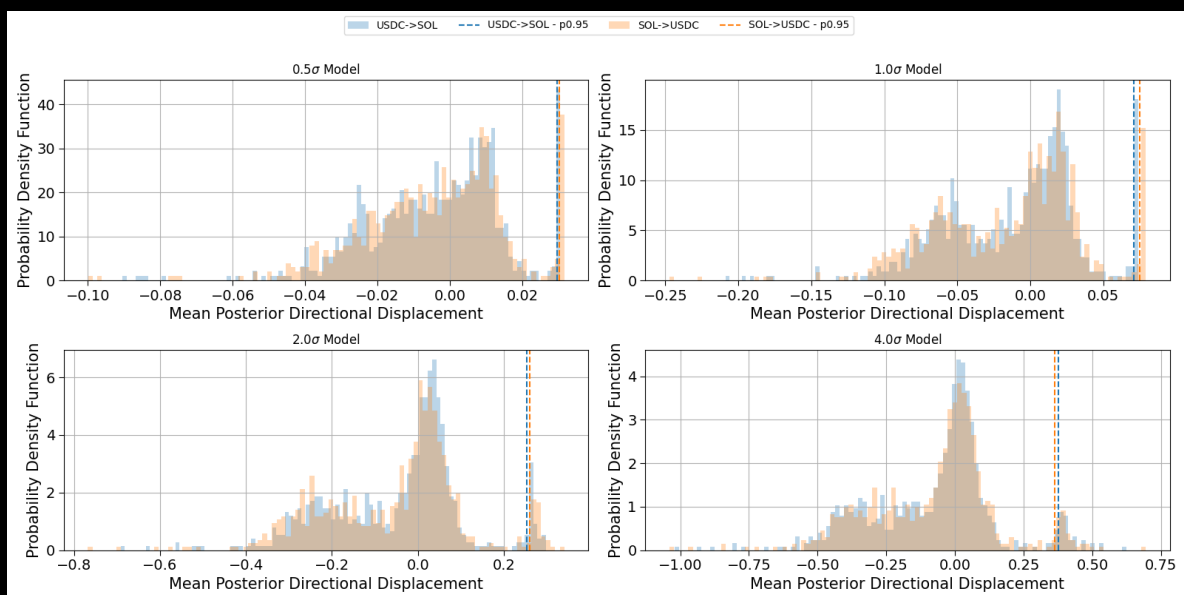 USDC->SOL USDC->SOL - p0.95 SOL->USDC SOL->USDC - p0.95
0.5σ Model
Probability Density Function
40
30
20
10
0
−0.10 −0.08 −0.06 −0.04 −0.02 0.00 0.02
Mean Posterior Directional Displacement
1.0σ Model
Probability Density Function
15
10
5
0
−0.25 −0.20 −0.15 −0.10 −0.05 0.00 0.05
Mean Posterior Directional Displacement
2.0σ Model
Probability Density Function
6
4
2
0
−0.8 −0.6 −0.4 −0.2 0.0 0.2
Mean Posterior Directional Displacement
4.0σ Model
Probability Density Function
4
3
2
1
0
−1.00 −0.75 −0.50 −0.25 0.00 0.25 0.50 0.75
Mean Posterior Directional Displacement